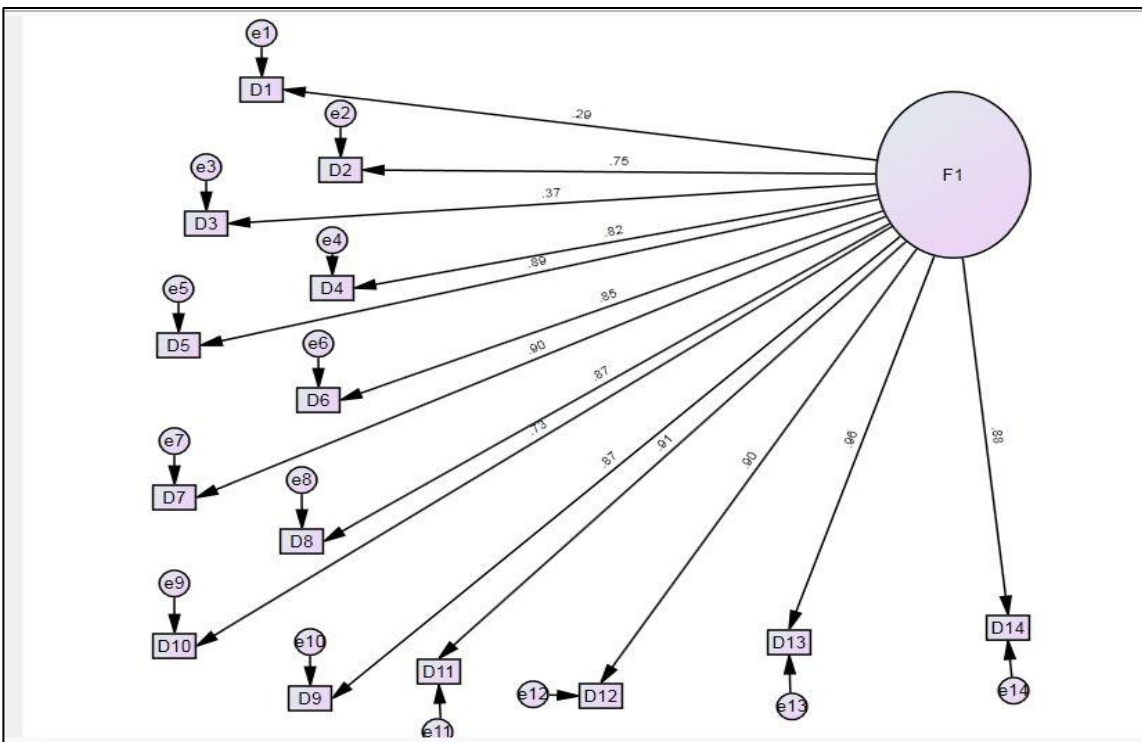 e1
D1
.29
e2
D2
.75
F1
e3
D3
.37
e4
D4
.82
.89
e5
D5
.85
e6
D6
.90
.87
e7
D7
.73
.87
.91
.90
.96
.88
e8
D8
e9
D10
e10
D9
D11
e11
e12
D12
D13
e13
D14
e14